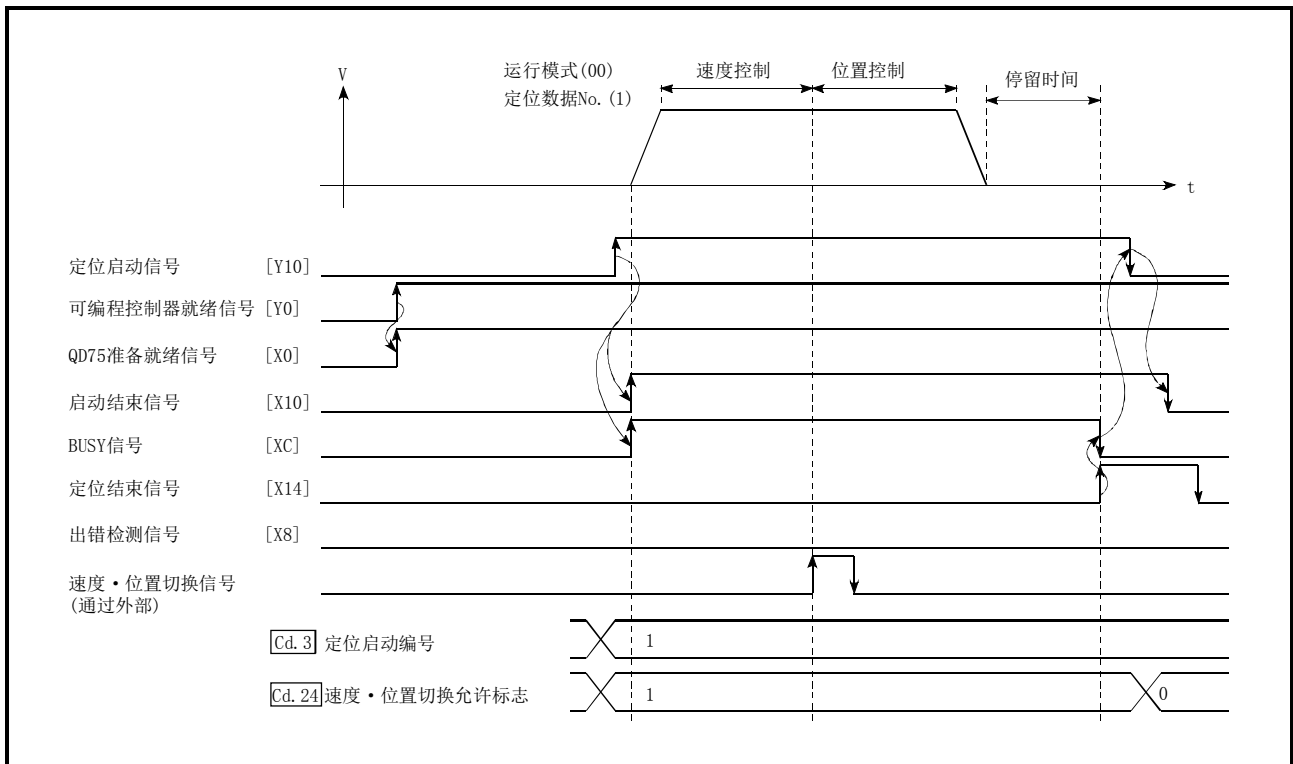 V
运行模式(00)
定位数据No.(1)
速度控制
位置控制
停留时间
t
定位启动信号 [Y10]
可编程控制器就绪信号 [Y0]
QD75准备就绪信号 [X0]
启动结束信号 [X10]
BUSY信号 [XC]
定位结束信号 [X14]
出错检测信号 [X8]
速度·位置切换信号
(通过外部)
Cd.3 定位启动编号 1
Cd.24 速度·位置切换允许标志 1 0